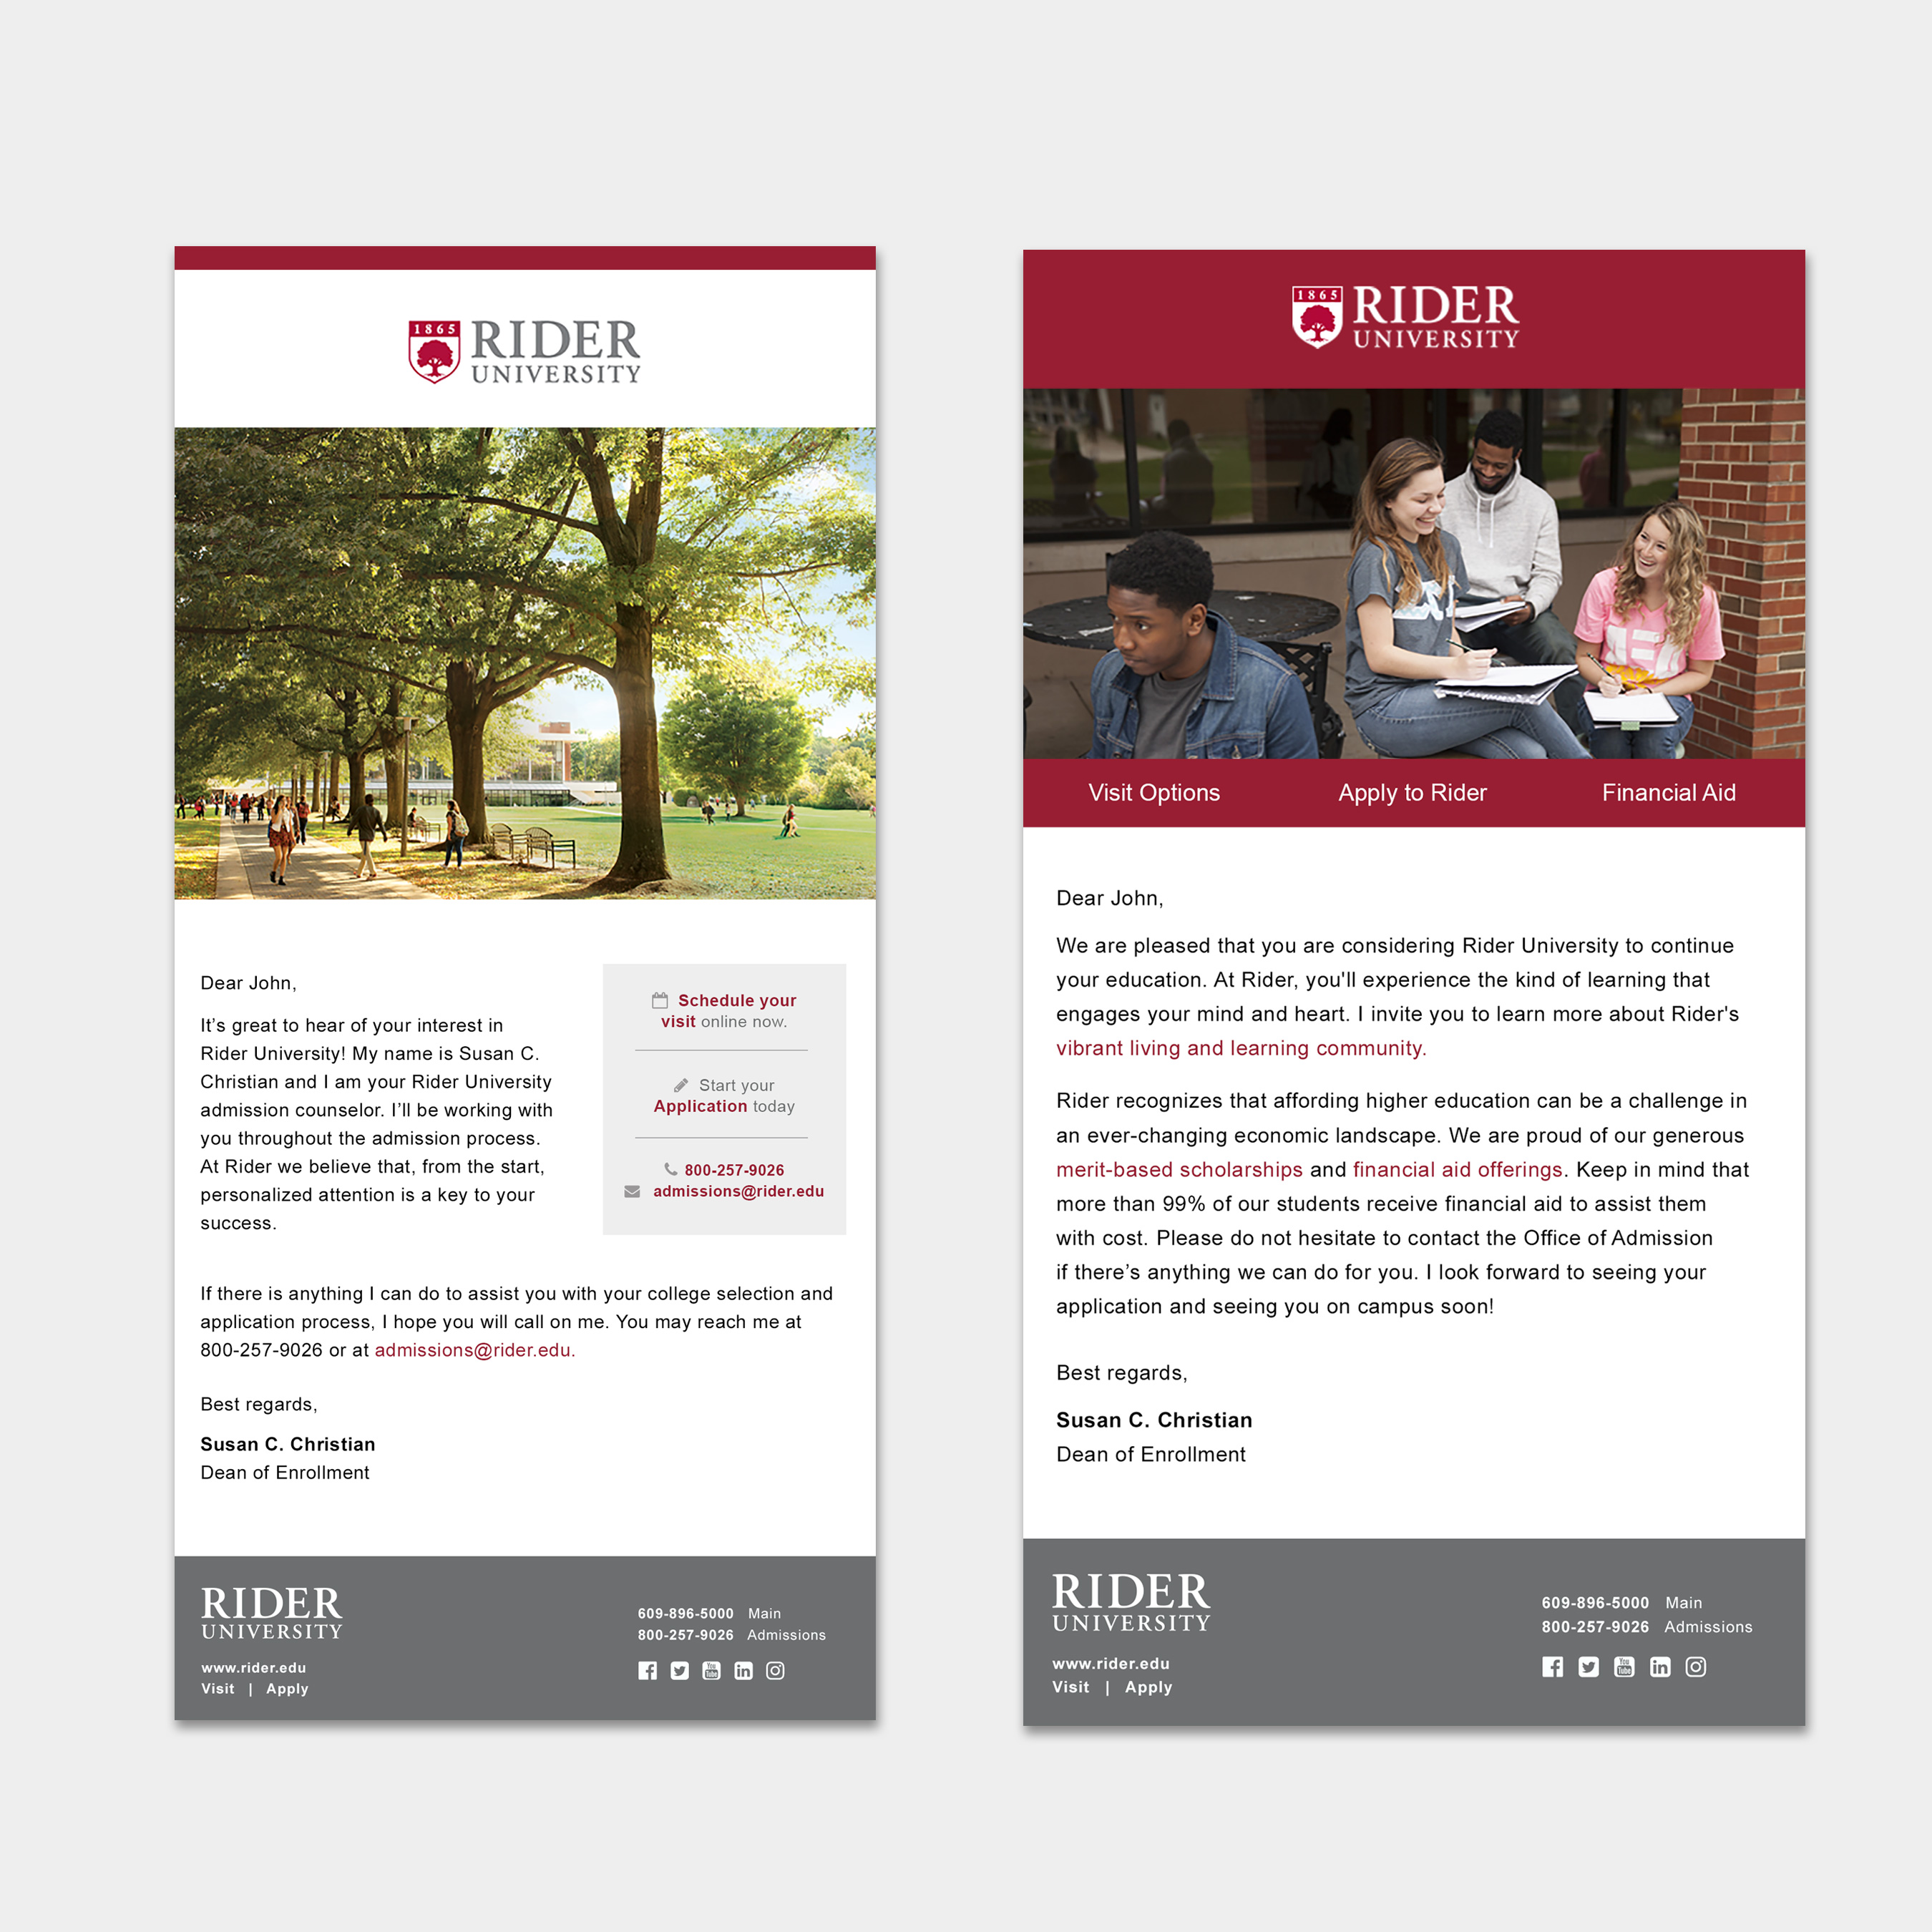 1865
RIDER
UNIVERSITY
Dear John,
It’s great to hear of your interest in
Rider University! My name is Susan C.
Christian and I am your Rider University
admission counselor. I’ll be working with
you throughout the admission process.
At Rider we believe that, from the start,
personalized attention is a key to your
success.
Schedule your
visit online now.
Start your
Application today
800-257-9026
admissions@rider.edu
If there is anything I can do to assist you with your college selection and
application process, I hope you will call on me. You may reach me at
800-257-9026 or at admissions@rider.edu.
Best regards,
Susan C. Christian
Dean of Enrollment
RIDER
UNIVERSITY
www.rider.edu
Visit | Apply
609-896-5000 Main
800-257-9026 Admissions
You
Tube
in
1865
RIDER
UNIVERSITY
Visit Options Apply to Rider Financial Aid
Dear John,
We are pleased that you are considering Rider University to continue
your education. At Rider, you'll experience the kind of learning that
engages your mind and heart. I invite you to learn more about Rider's
vibrant living and learning community.
Rider recognizes that affording higher education can be a challenge in
an ever-changing economic landscape. We are proud of our generous
merit-based scholarships and financial aid offerings. Keep in mind that
more than 99% of our students receive financial aid to assist them
with cost. Please do not hesitate to contact the Office of Admission
if there’s anything we can do for you. I look forward to seeing your
application and seeing you on campus soon!
Best regards,
Susan C. Christian
Dean of Enrollment
RIDER
UNIVERSITY
www.rider.edu
Visit | Apply
609-896-5000 Main
800-257-9026 Admissions
You
Tube
in